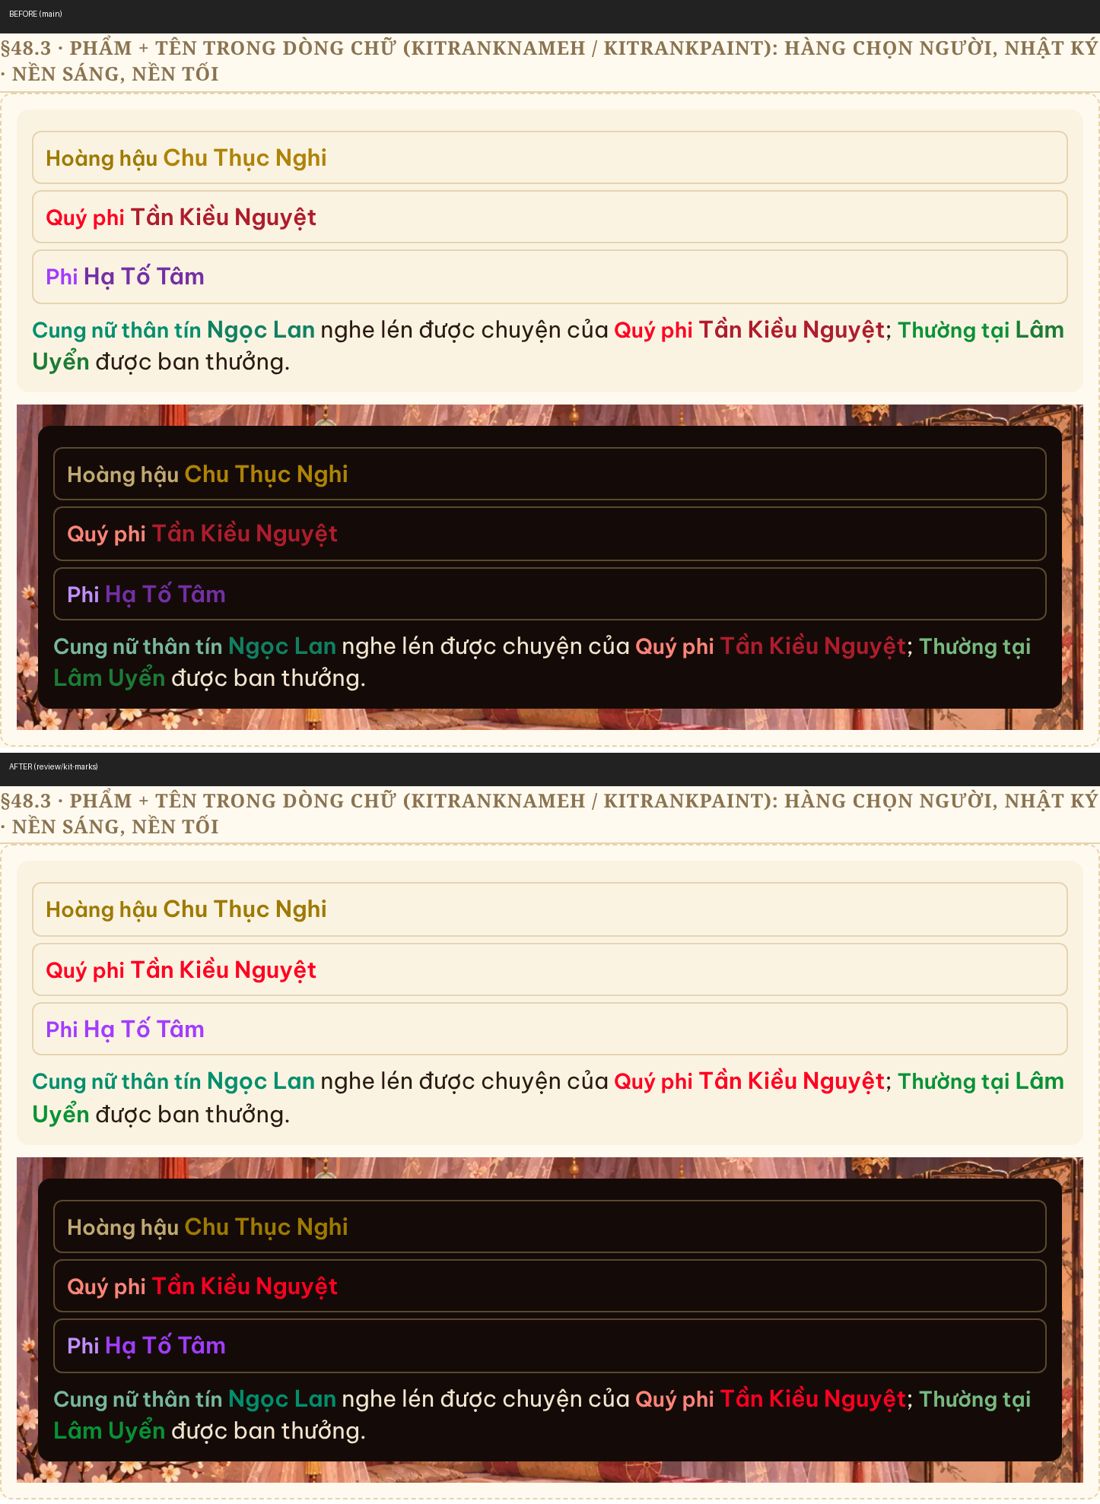 BEFORE (main)
§48.3 · PHẨM + TÊN TRONG DÒNG CHỮ (KITRANKNAMEH / KITRANKPAINT): HÀNG CHỌN NGƯỜI, NHẬT KÝ
· NỀN SÁNG, NỀN TỐI
Hoàng hậu Chu Thục Nghi
Quý phi Tần Kiều Nguyệt
Phi Hạ Tố Tâm
Cung nữ thân tín Ngọc Lan nghe lén được chuyện của Quý phi Tần Kiều Nguyệt; Thường tại Lâm
Uyển được ban thưởng.
Hoàng hậu Chu Thục Nghi
Quý phi Tần Kiều Nguyệt
Phi Hạ Tố Tâm
Cung nữ thân tín Ngọc Lan nghe lén được chuyện của Quý phi Tần Kiều Nguyệt; Thường tại
Lâm Uyển được ban thưởng.
AFTER (review/kit-marks)
§48.3 · PHẨM + TÊN TRONG DÒNG CHỮ (KITRANKNAMEH / KITRANKPAINT): HÀNG CHỌN NGƯỜI, NHẬT KÝ
· NỀN SÁNG, NỀN TỐI
Hoàng hậu Chu Thục Nghi
Quý phi Tần Kiều Nguyệt
Phi Hạ Tố Tâm
Cung nữ thân tín Ngọc Lan nghe lén được chuyện của Quý phi Tần Kiều Nguyệt; Thường tại Lâm
Uyển được ban thưởng.
Hoàng hậu Chu Thục Nghi
Quý phi Tần Kiều Nguyệt
Phi Hạ Tố Tâm
Cung nữ thân tín Ngọc Lan nghe lén được chuyện của Quý phi Tần Kiều Nguyệt; Thường tại
Lâm Uyển được ban thưởng.